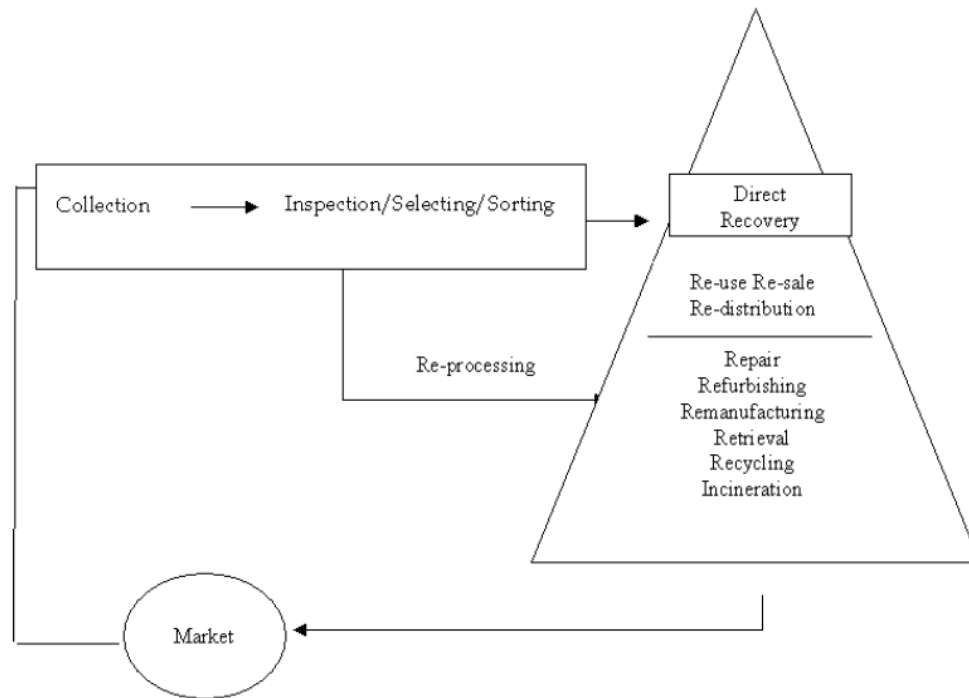 Collection
Inspection/Selecting/Sorting
Direct
Recovery
Re-use Re-sale
Re-distribution
Re-processing
Repair
Refurbishing
Remanufacturing
Retrieval
Recycling
Incineration
Market